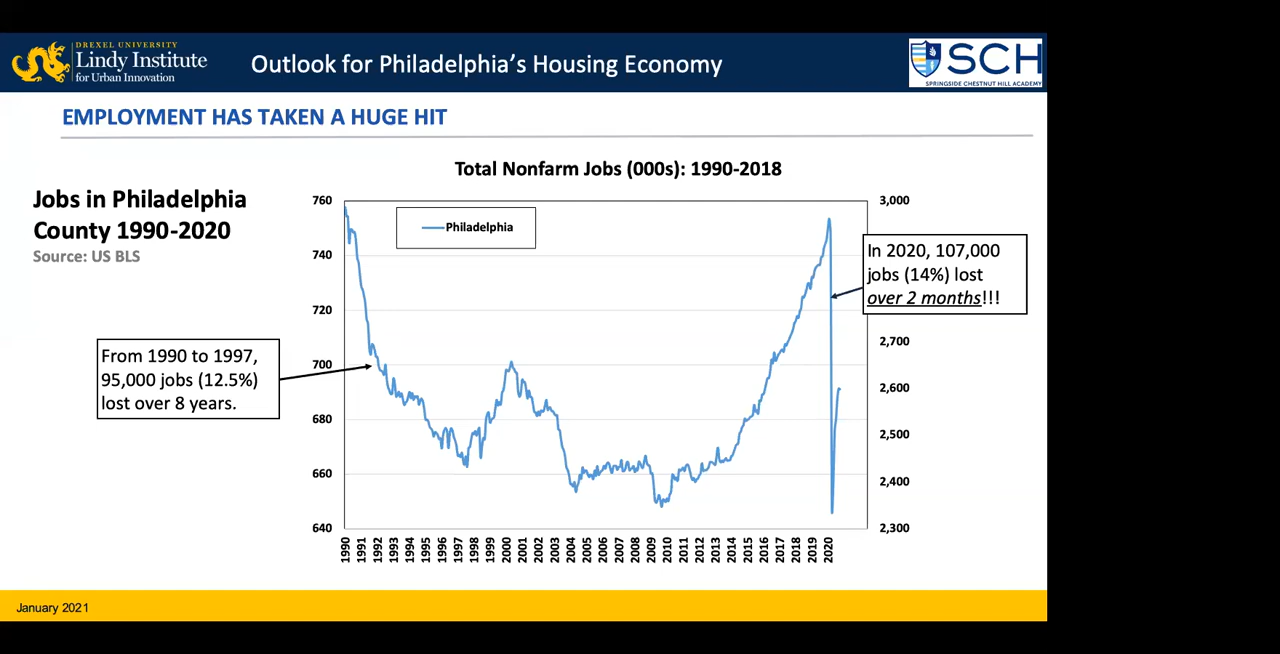 DREXEL UNIVERSITY
Lindy Institute
for Urban Innovation
Outlook for Philadelphia's Housing Economy
SCH
SPRINGSIDE CHESTNUT HILL ACADEMY
EMPLOYMENT HAS TAKEN A HUGE HIT
Jobs in Philadelphia
County 1990-2020
Source: US BLS
Total Nonfarm Jobs (000s): 1990-2018
Philadelphia
760
740
720
700
680
660
640
3,000
2,700
2,600
2,500
2,400
2,300
From 1990 to 1997,
95,000 jobs (12.5%)
lost over 8 years.
In 2020, 107,000
jobs (14%) lost
over 2 months!!!
1990
1991
1992
1993
1994
1995
1996
1997
1998
1999
2000
2001
2002
2003
2004
2005
2006
2007
2008
2009
2010
2011
2012
2013
2014
2015
2016
2017
2018
2019
2020
January 2021